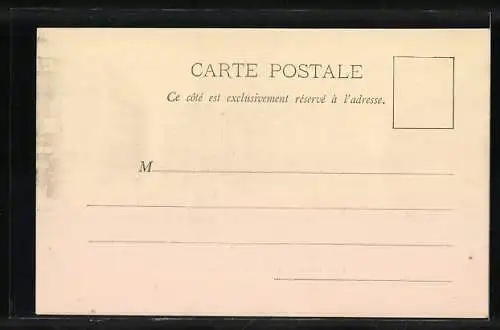 CARTE POSTALE
Ce côté est exclusivement réservé à l'adresse.
M